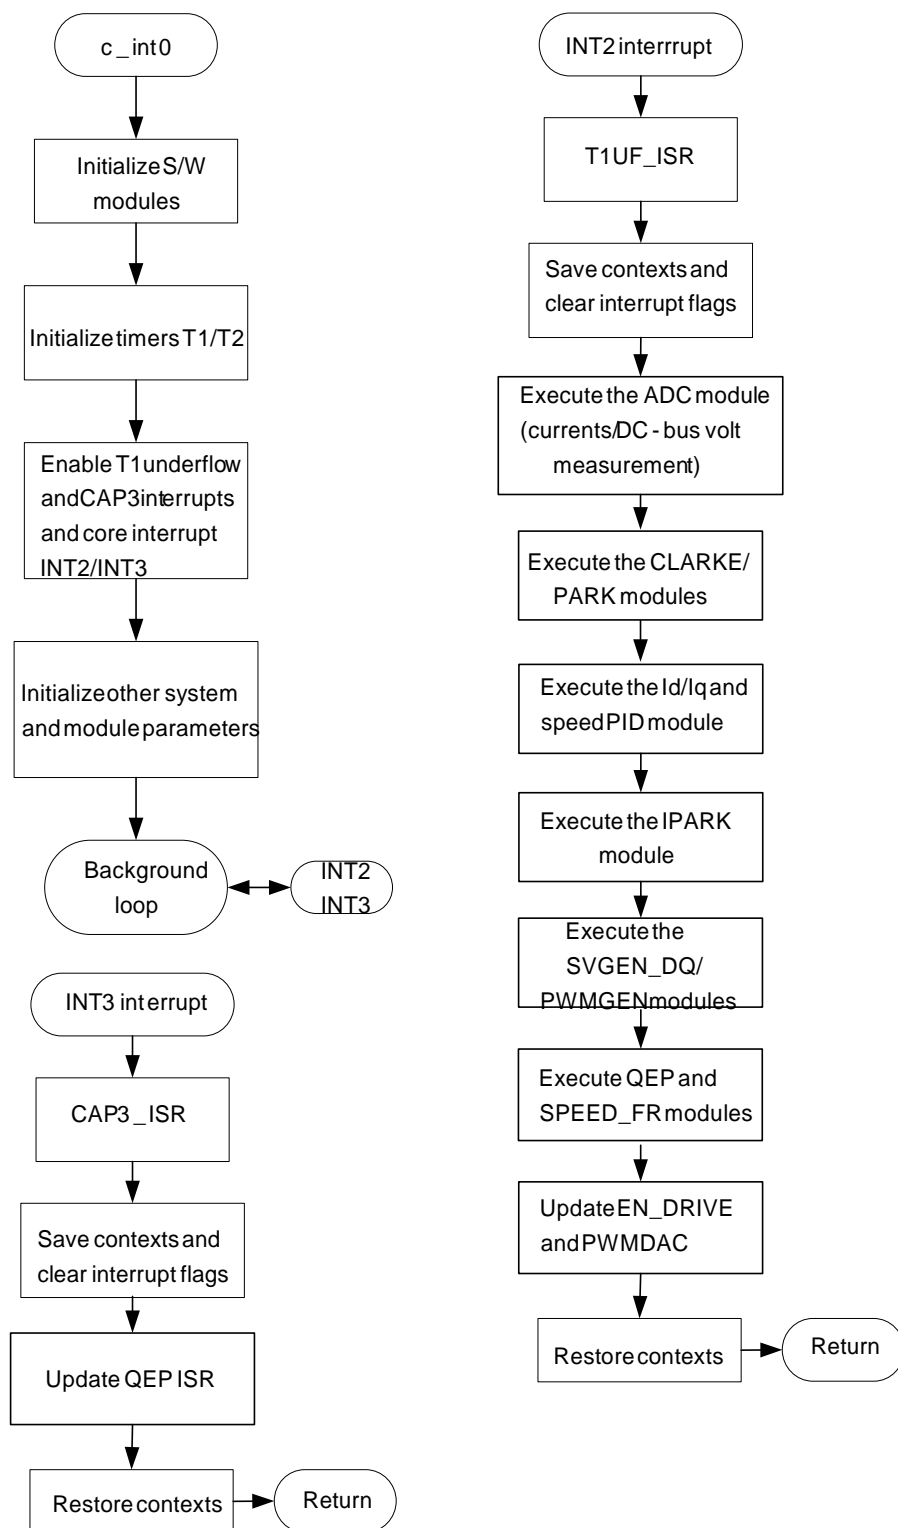 c_int0
Initialize S/W
modules
Initialize timers T1/T2
Enable T1 underflow
and CAP3 interrupts
and core interrupt
INT2/INT3
Initialize other system
and module parameters
Background
loop
INT2
INT3
INT3 interrupt
CAP3_ISR
Save contexts and
clear interrupt flags
Update QEP ISR
Restore contexts
Return
INT2 interrrupt
T1UF_ISR
Save contexts and
clear interrupt flags
Execute the ADC module
(currents/DC - bus volt
measurement)
Execute the CLARKE/
PARK modules
Execute the Id/Iq and
speed PID module
Execute the IPARK
module
Execute the
SVGEN_DQ/
PWMGEN modules
Execute QEP and
SPEED_FR modules
Update EN_DRIVE
and PWMDAC
Restore contexts
Return